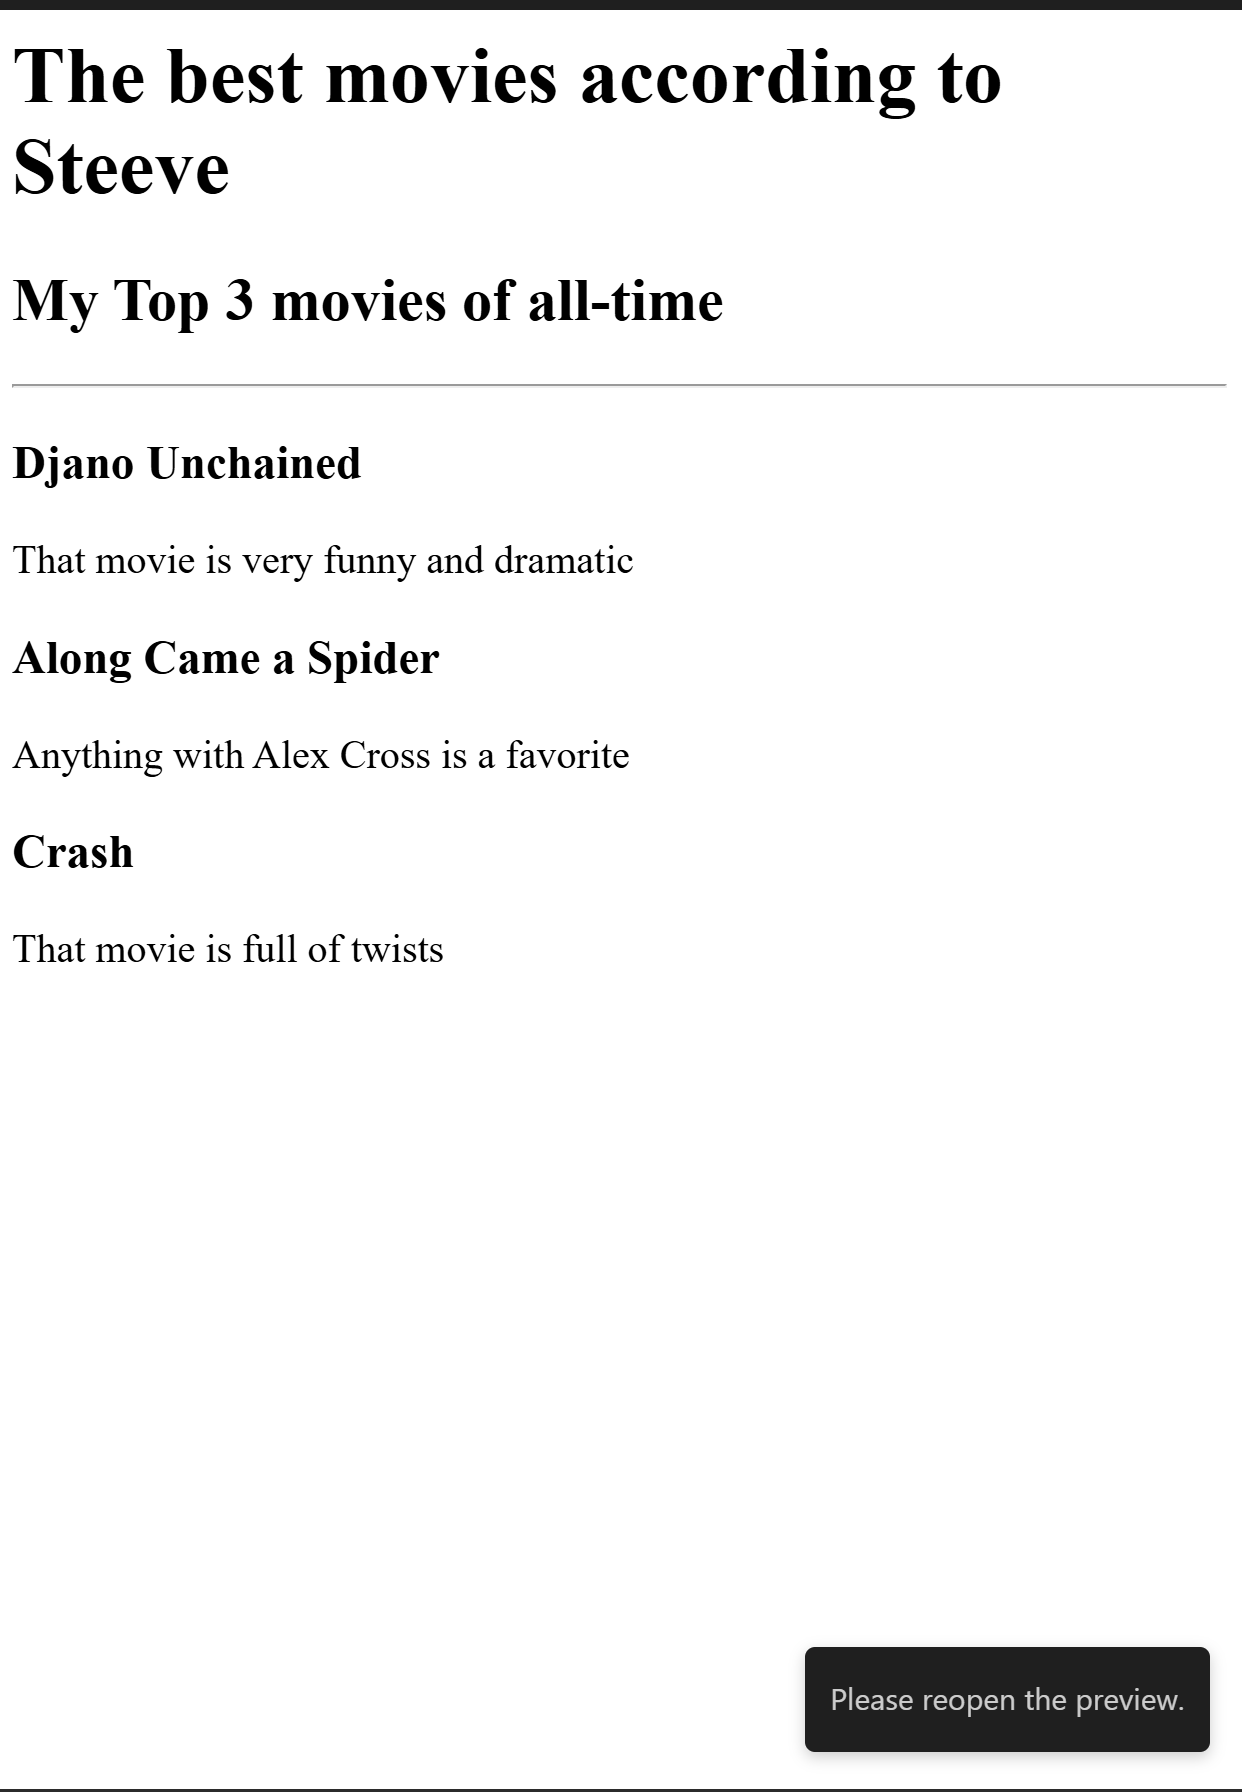 The best movies according to
Steeve
My Top 3 movies of all-time
Djano Unchained
That movie is very funny and dramatic
Along Came a Spider
Anything with Alex Cross is a favorite
Crash
That movie is full of twists
Please reopen the preview.